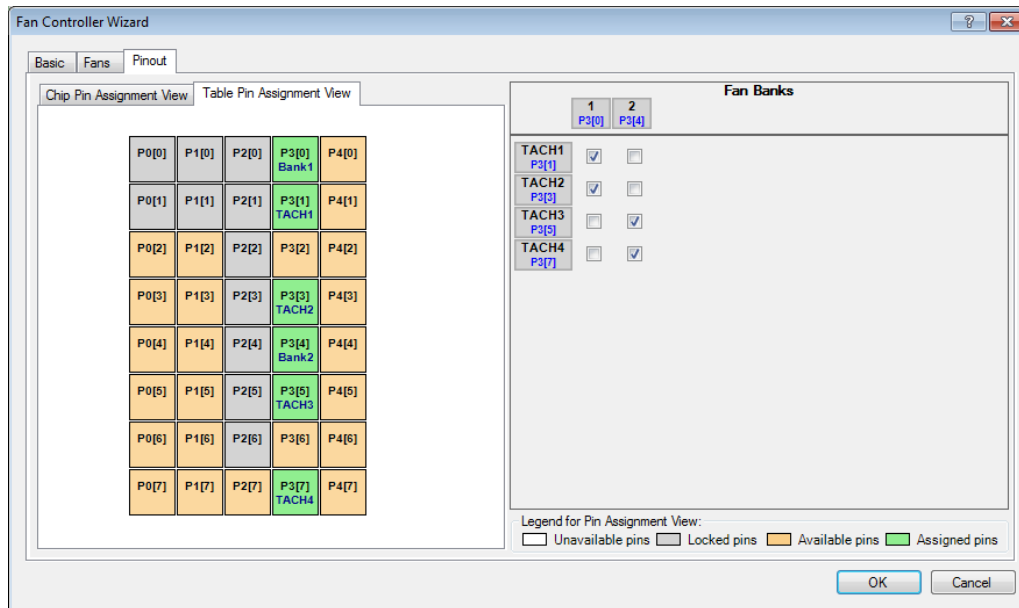 Fan Controller Wizard
Basic Fans Pinout
Chip Pin Assignment View Table Pin Assignment View
P0[0] P1[0] P2[0] P3[0] P4[0]
Bank1
P0[1] P1[1] P2[1] P3[1] P4[1]
TACH1
P0[2] P1[2] P2[2] P3[2] P4[2]
P0[3] P1[3] P2[3] P3[3] P4[3]
TACH2
P0[4] P1[4] P2[4] P3[4] P4[4]
Bank2
P0[5] P1[5] P2[5] P3[5] P4[5]
TACH3
P0[6] P1[6] P2[6] P3[6] P4[6]
P0[7] P1[7] P2[7] P3[7] P4[7]
TACH4
Fan Banks
1 2
P3[0] P3[4]
TACH1
P3[1]
TACH2
P3[3]
TACH3
P3[5]
TACH4
P3[7]
Legend for Pin Assignment View:
Unavailable pins Locked pins Available pins Assigned pins
OK Cancel